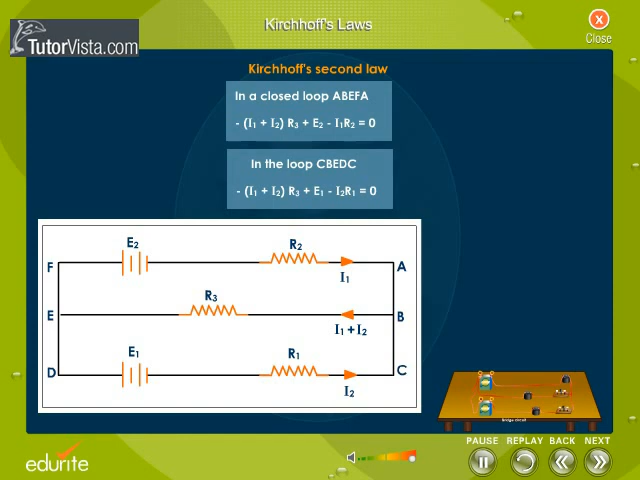 Kirchhoff's Laws
Close
TutorVista.com
Kirchhoff's second law
In a closed loop ABEFA
- (I₁ + I₂) R₃ + E₂ - I₁R₂ = 0
In the loop CBEDC
- (I₁ + I₂) R₃ + E₁ - I₂R₁ = 0
E₂ R₂
F A
I₁
R₃
E B
I₁ + I₂
E₁ R₁
D C
I₂
Bridge circuit
PAUSE REPLAY BACK NEXT
edurite